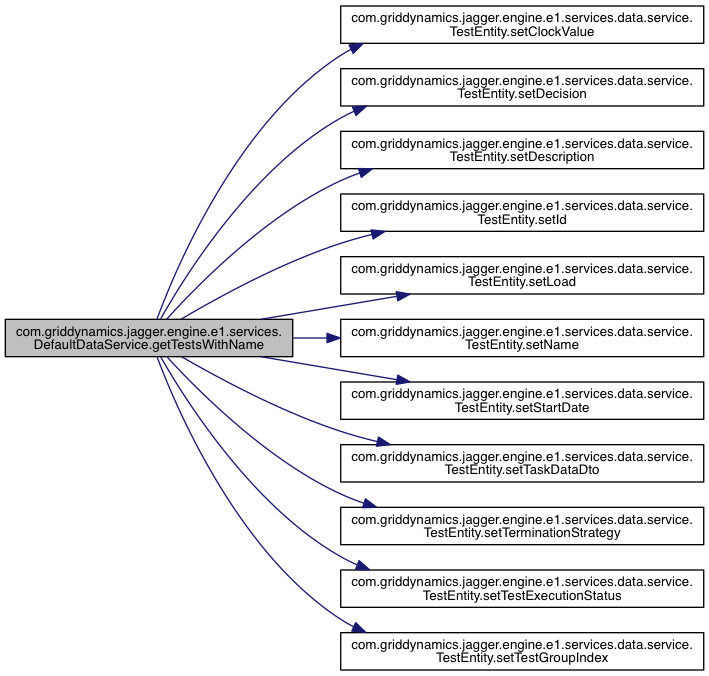 com.griddynamics.jagger.engine.e1.services.data.service.
TestEntity.setClockValue
com.griddynamics.jagger.engine.e1.services.data.service.
TestEntity.setDecision
com.griddynamics.jagger.engine.e1.services.data.service.
TestEntity.setDescription
com.griddynamics.jagger.engine.e1.services.data.service.
TestEntity.setId
com.griddynamics.jagger.engine.e1.services.data.service.
TestEntity.setLoad
com.griddynamics.jagger.engine.e1.services.
DefaultDataService.getTestsWithName
com.griddynamics.jagger.engine.e1.services.data.service.
TestEntity.setName
com.griddynamics.jagger.engine.e1.services.data.service.
TestEntity.setStartDate
com.griddynamics.jagger.engine.e1.services.data.service.
TestEntity.setTaskDataDto
com.griddynamics.jagger.engine.e1.services.data.service.
TestEntity.setTerminationStrategy
com.griddynamics.jagger.engine.e1.services.data.service.
TestEntity.setTestExecutionStatus
com.griddynamics.jagger.engine.e1.services.data.service.
TestEntity.setTestGroupIndex